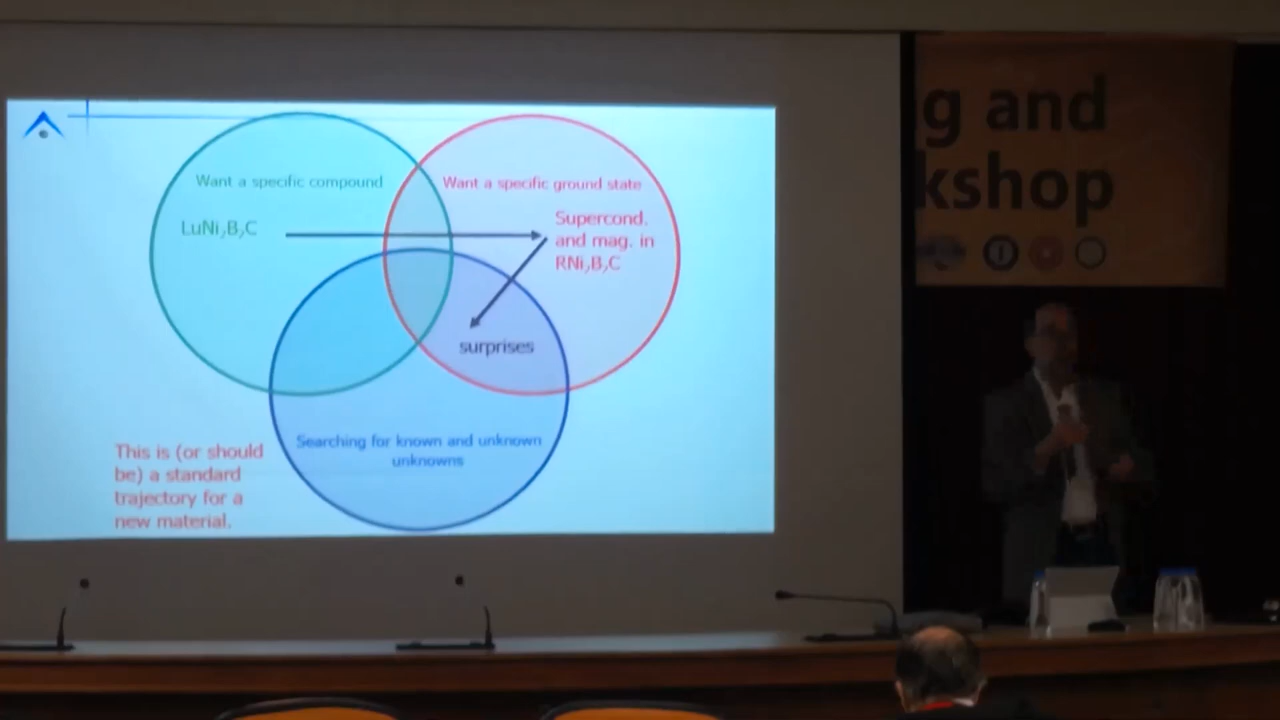 Want a specific compound
Want a specific ground state
LuNi₂B₂C
Supercond.
and mag. in
RNi₂B₂C
surprises
Searching for known and unknown
unknowns
This is (or should
be) a standard
trajectory for a
new material.
g and
kshop